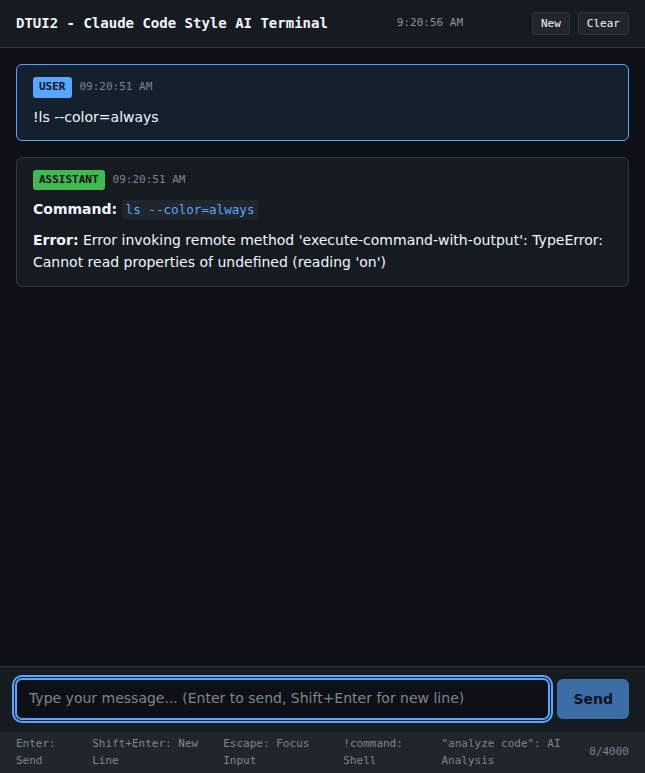 DTUI2 - Claude Code Style AI Terminal 9:20:56 AM New Clear
USER 09:20:51 AM
!ls --color=always
ASSISTANT 09:20:51 AM
Command: ls --color=always
Error: Error invoking remote method 'execute-command-with-output': TypeError:
Cannot read properties of undefined (reading 'on')
Type your message... (Enter to send, Shift+Enter for new line) Send
Enter: Send
Shift+Enter: New Line
Escape: Focus Input
!command: Shell
"analyze code": AI Analysis
0/4000